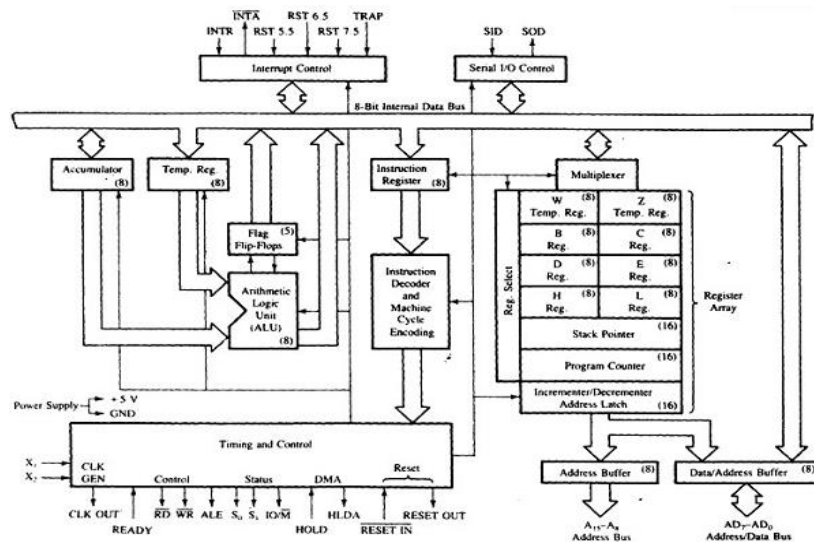 INTA
RST 6.5 TRAP
INTR RST 5.5 RST 7.5
SID SOD
Interrupt Control
Serial I/O Control
8-Bit Internal Data Bus
Accumulator
(8)
Temp. Reg.
(8)
Instruction
Register
(8)
Multiplexer
(5)
Flag
Flip-Flops
Arithmetic
Logic
Unit
(ALU)
(8)
Instruction
Decoder
and
Machine
Cycle
Encoding
Reg. Select
W (8)
Temp. Reg.
Z (8)
Temp. Reg.
B (8)
Reg.
C (8)
Reg.
D (8)
Reg.
E (8)
Reg.
H (8)
Reg.
L (8)
Reg.
(16)
Stack Pointer
(16)
Program Counter
Incrementer/Decrementer
Address Latch (16)
Register
Array
Power Supply
+5 V
GND
Timing and Control
X₁
X₂
CLK
GEN
Control
Status
DMA
Reset
CLK OUT
READY
RD WR ALE S₀ S₁ IO/M
HOLD
HLDA
RESET IN
RESET OUT
Address Buffer (8)
Data/Address Buffer (8)
A₁₅–A₈
Address Bus
AD₇–AD₀
Address/Data Bus